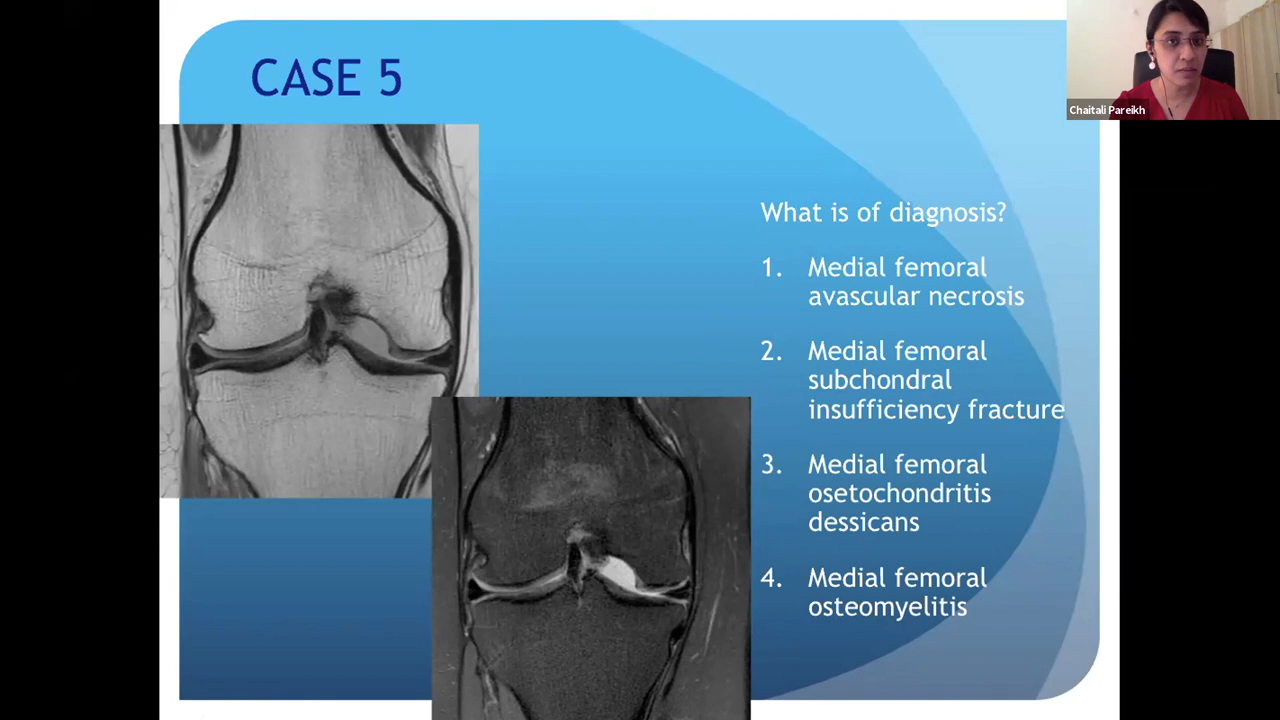 CASE 5
Chaitali Pareikh
What is of diagnosis?
1. Medial femoral
avascular necrosis
2. Medial femoral
subchondral
insufficiency fracture
3. Medial femoral
osetochondritis
dessicans
4. Medial femoral
osteomyelitis